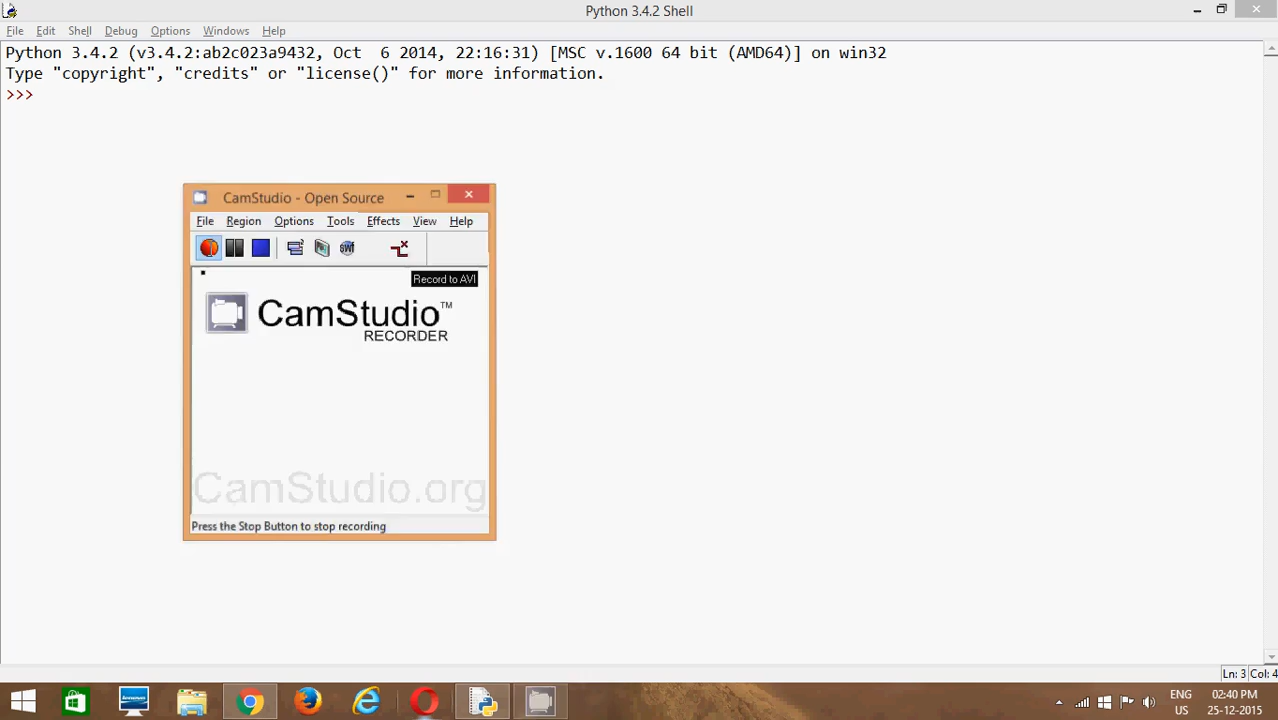 Python 3.4.2 Shell
File Edit Shell Debug Options Windows Help
Python 3.4.2 (v3.4.2:ab2c023a9432, Oct  6 2014, 22:16:31) [MSC v.1600 64 bit (AMD64)] on win32
Type "copyright", "credits" or "license()" for more information.
>>>
CamStudio - Open Source
File Region Options Tools Effects View Help
SWF
Record to AVI
CamStudio™
RECORDER
CamStudio.org
Press the Stop Button to stop recording
Ln: 3 Col: 4
ENG 02:40 PM
US 25-12-2015